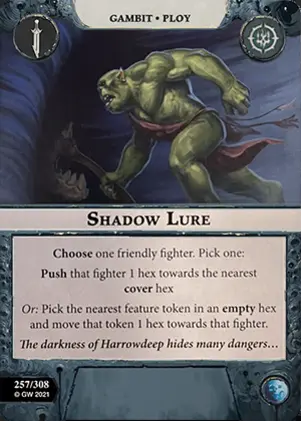 GAMBIT • PLOY
SHADOW LURE
Choose one friendly fighter. Pick one:
Push that fighter 1 hex towards the nearest
cover hex
Or: Pick the nearest feature token in an empty hex
and move that token 1 hex towards that fighter.
The darkness of Harrowdeep hides many dangers…
257/308
© GW 2021